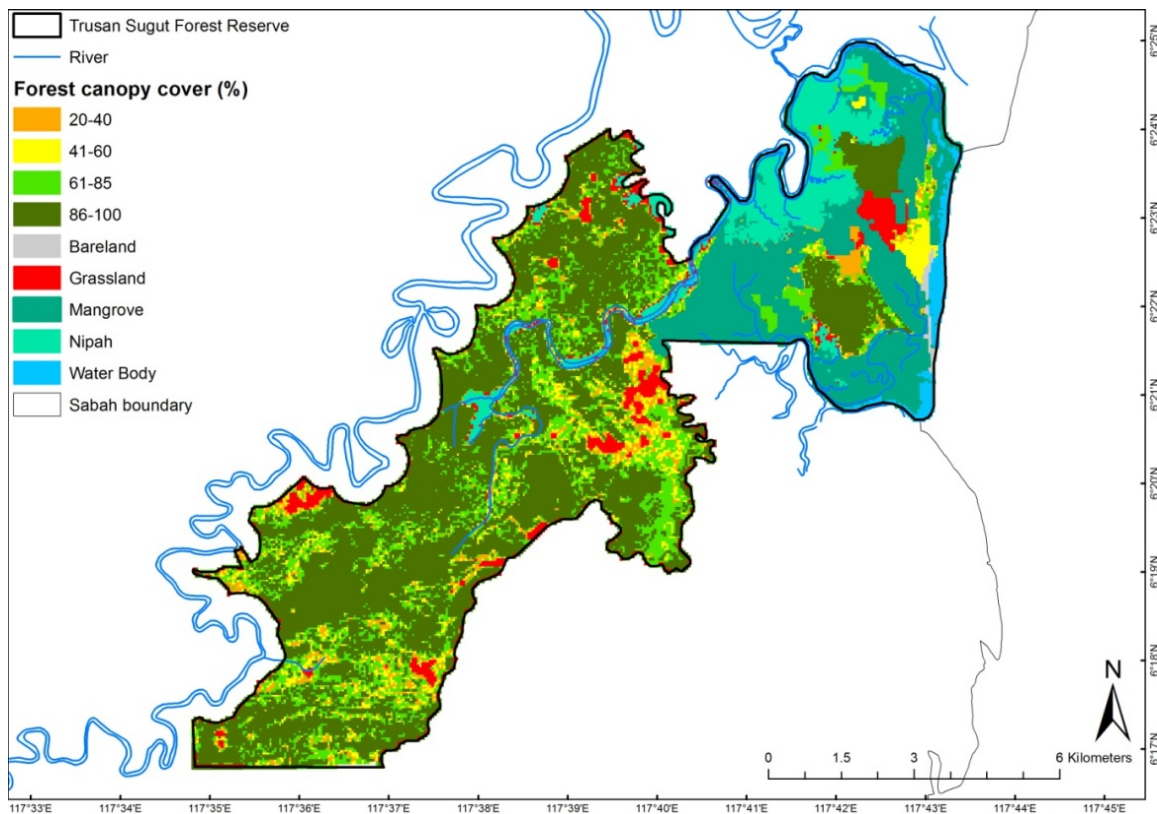 Trusan Sugut Forest Reserve
River
Forest canopy cover (%)
20-40
41-60
61-85
86-100
Bareland
Grassland
Mangrove
Nipah
Water Body
Sabah boundary
6°25'N
6°24'N
6°23'N
6°22'N
6°21'N
6°20'N
6°19'N
6°18'N
6°17'N
N
0 1.5 3 6 Kilometers
117°33'E 117°34'E 117°35'E 117°36'E 117°37'E 117°38'E 117°39'E 117°40'E 117°41'E 117°42'E 117°43'E 117°44'E 117°45'E